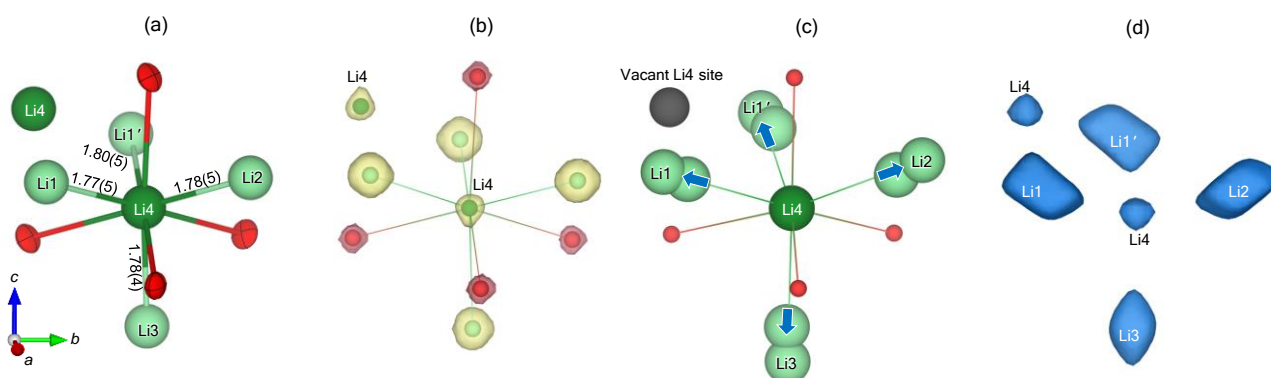 (a)
Li4
Li1′
1.80(5)
Li1
1.77(5)
1.78(5)
Li2
Li4
1.78(4)
Li3
c
b
a
(b)
Li4
Li4
(c)
Vacant Li4 site
Li1′
Li1
Li2
Li4
Li3
(d)
Li4
Li1′
Li1
Li2
Li4
Li3